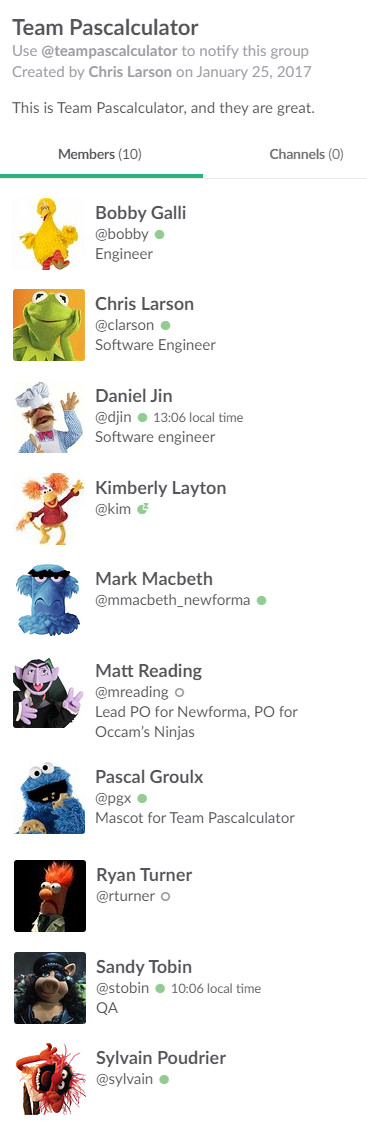 Team Pascalculator
Use @teampascalculator to notify this group
Created by Chris Larson on January 25, 2017
This is Team Pascalculator, and they are great.
Members (10) Channels (0)
Bobby Galli
@bobby
Engineer
Chris Larson
@clarson
Software Engineer
Daniel Jin
@djin 13:06 local time
Software engineer
Kimberly Layton
@kim
Mark Macbeth
@mmacbeth_newforma
Matt Reading
@mreading
Lead PO for Newforma, PO for
Occam's Ninjas
Pascal Groulx
@pgx
Mascot for Team Pascalculator
Ryan Turner
@rturner
Sandy Tobin
@stobin 10:06 local time
QA
Sylvain Poudrier
@sylvain